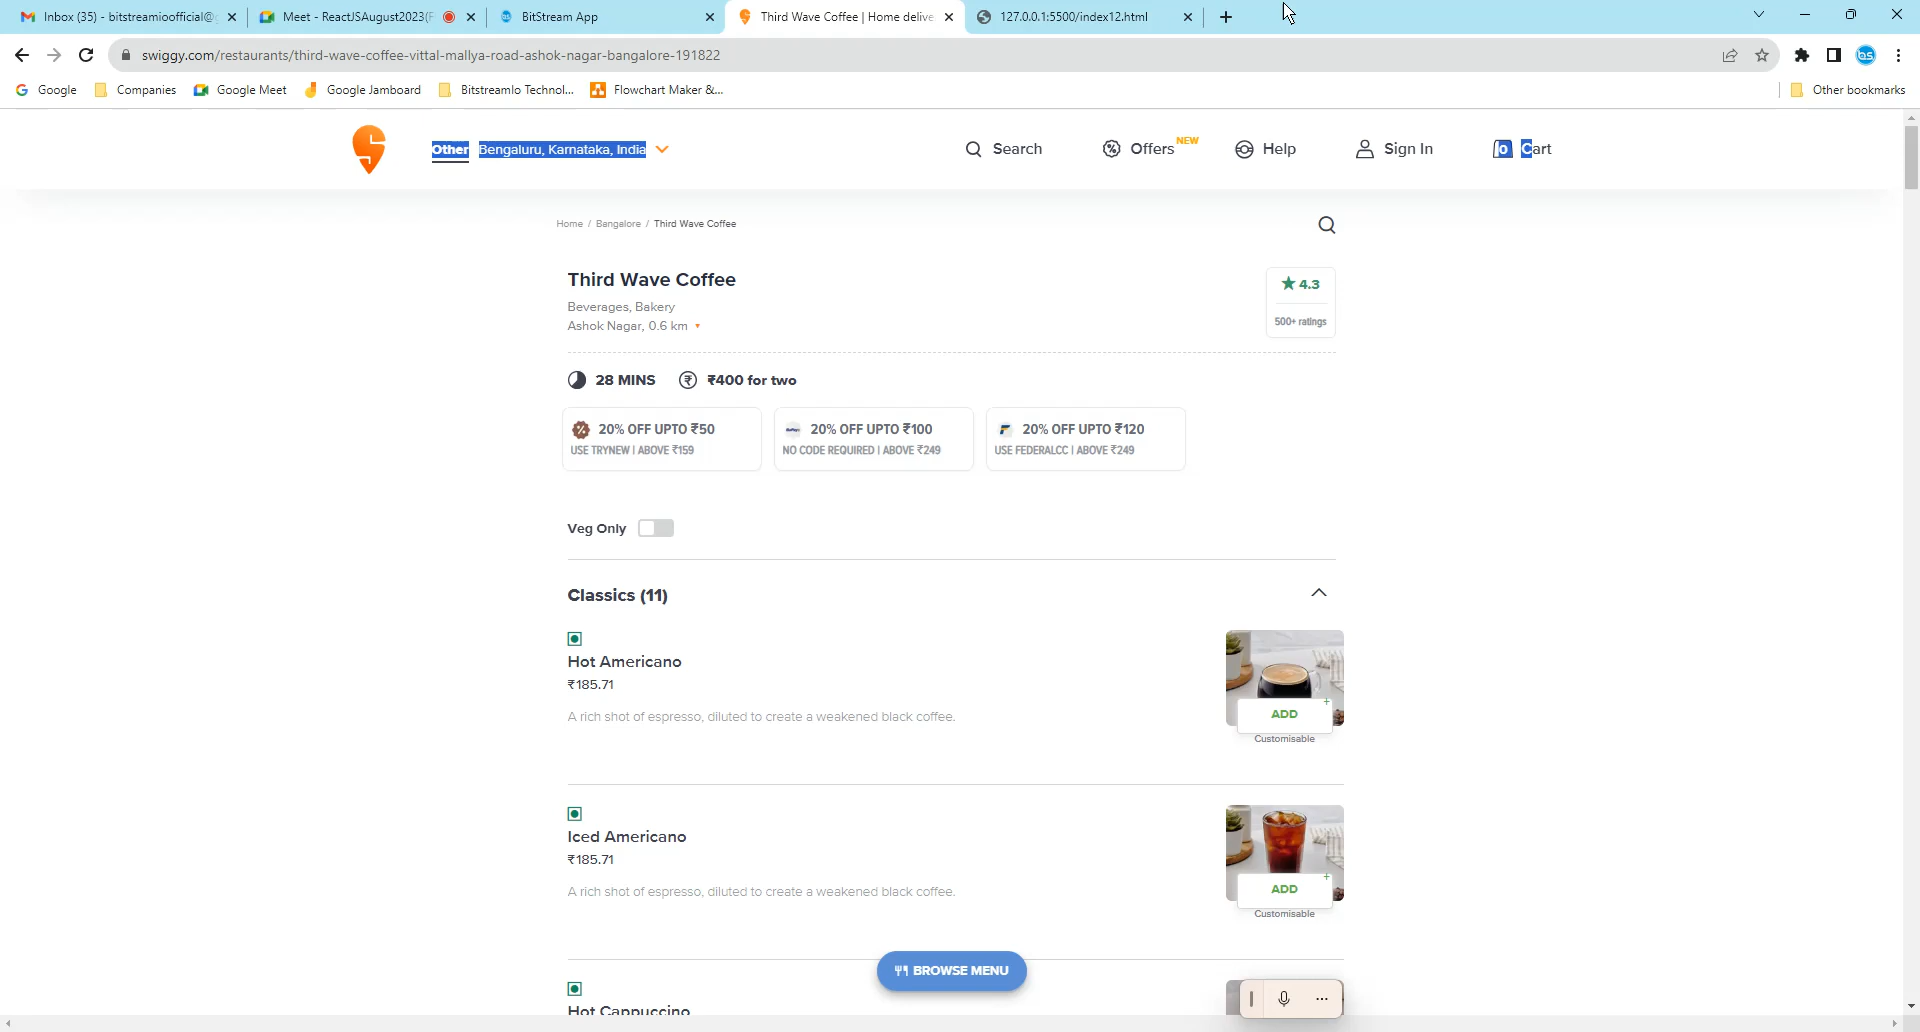 Inbox (35) - bitstreamioofficial@g
Meet - ReactJSAugust2023(F
BitStream App
Third Wave Coffee | Home delive
127.0.0.1:5500/index12.html
swiggy.com/restaurants/third-wave-coffee-vittal-mallya-road-ashok-nagar-bangalore-191822
Google
Companies
Google Meet
Google Jamboard
BitstreamIo Technol...
Flowchart Maker &...
Other bookmarks
Other Bengaluru, Karnataka, India
Search
Offers NEW
Help
Sign In
0 Cart
Home / Bangalore / Third Wave Coffee
Third Wave Coffee
Beverages, Bakery
Ashok Nagar, 0.6 km
★ 4.3
500+ ratings
28 MINS
₹400 for two
20% OFF UPTO ₹50
USE TRYNEW | ABOVE ₹159
20% OFF UPTO ₹100
NO CODE REQUIRED | ABOVE ₹249
20% OFF UPTO ₹120
USE FEDERALCC | ABOVE ₹249
Veg Only
Classics (11)
Hot Americano
₹185.71
A rich shot of espresso, diluted to create a weakened black coffee.
ADD
+
Customisable
Iced Americano
₹185.71
A rich shot of espresso, diluted to create a weakened black coffee.
ADD
+
Customisable
BROWSE MENU
Hot Cappuccino